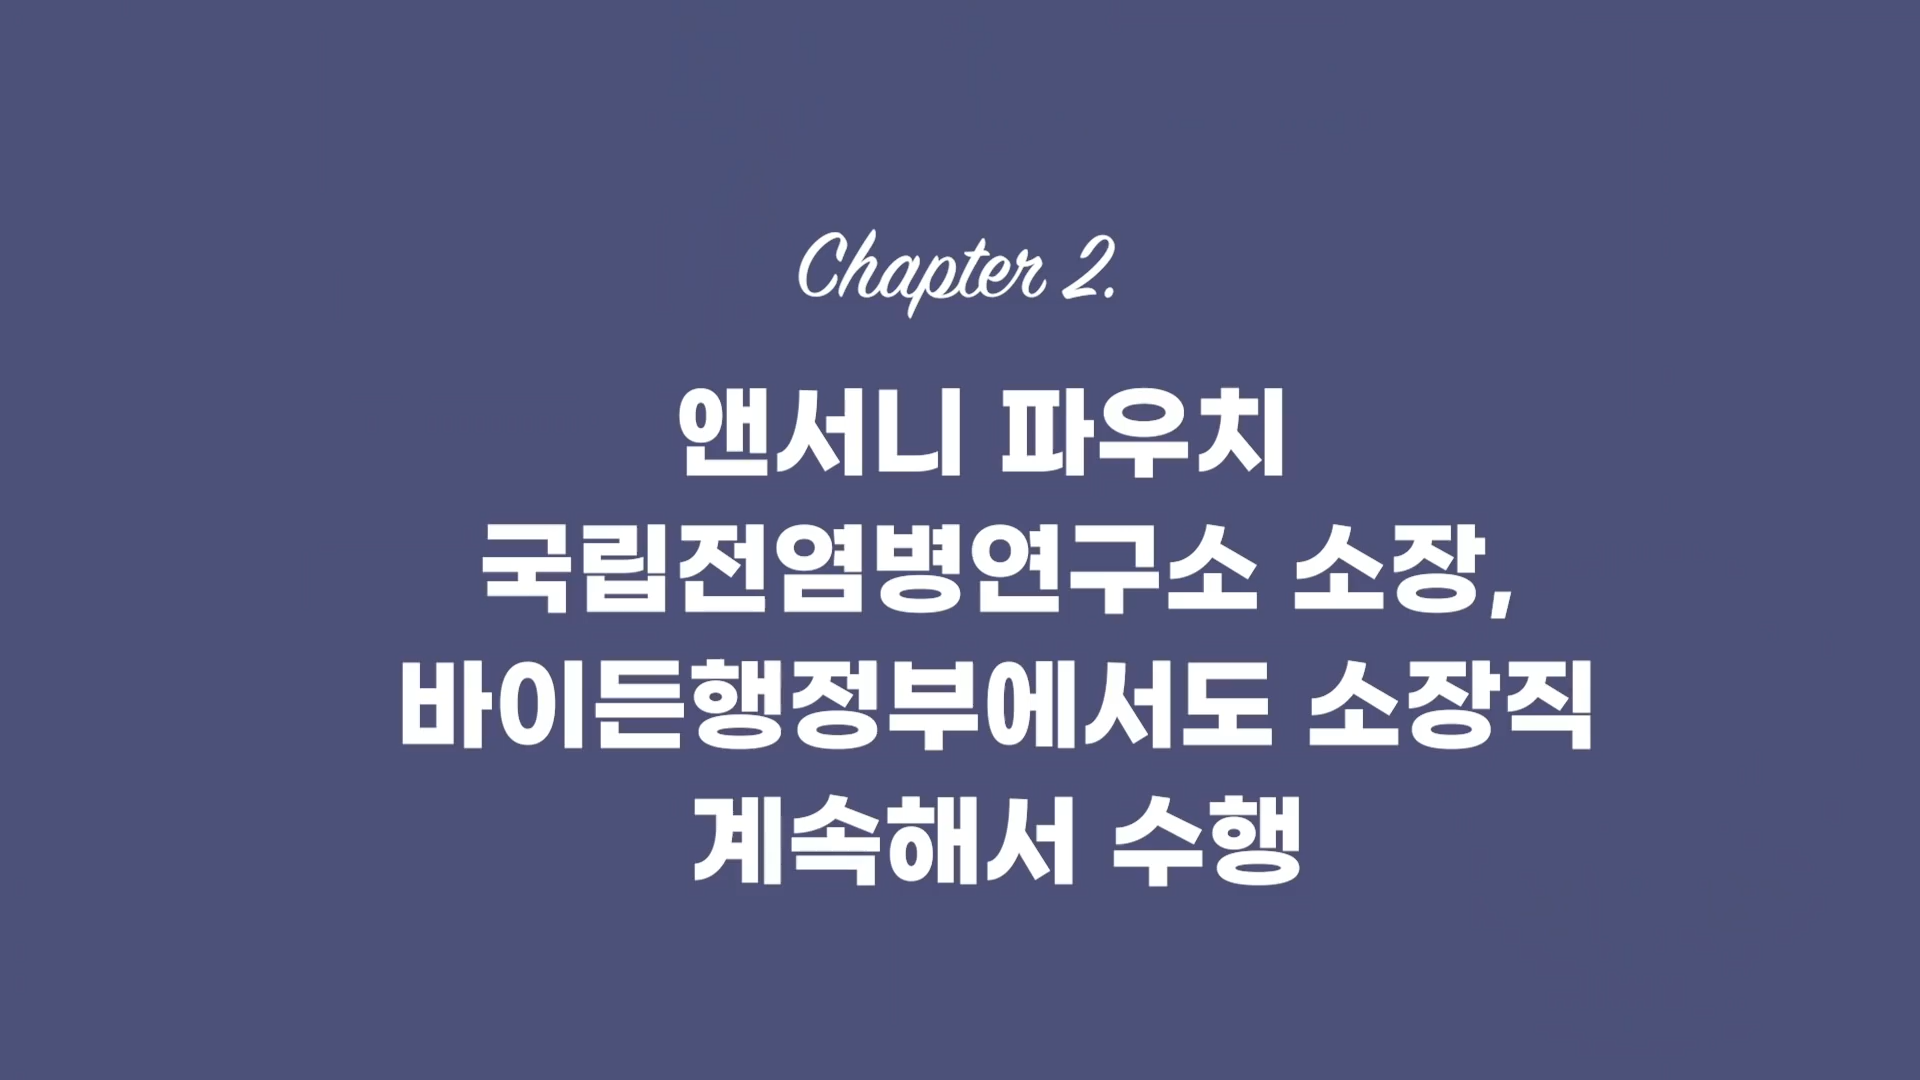 Chapter 2.
앤서니 파우치
국립전염병연구소 소장,
바이든행정부에서도 소장직
계속해서 수행